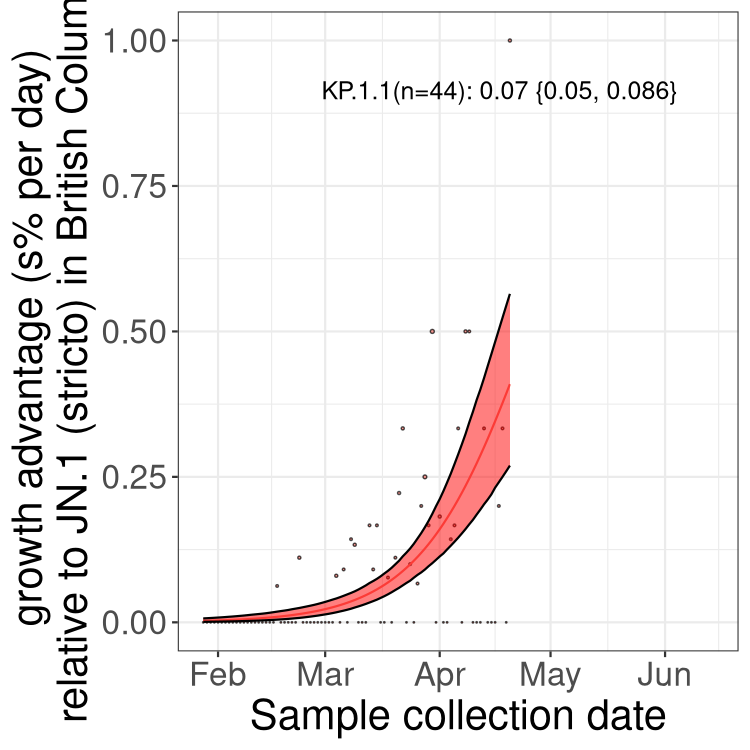 growth advantage (s% per day)
relative to JN.1 (stricto) in British Colum
1.00
0.75
0.50
0.25
0.00
KP.1.1(n=44): 0.07 {0.05, 0.086}
Feb Mar Apr May Jun
Sample collection date